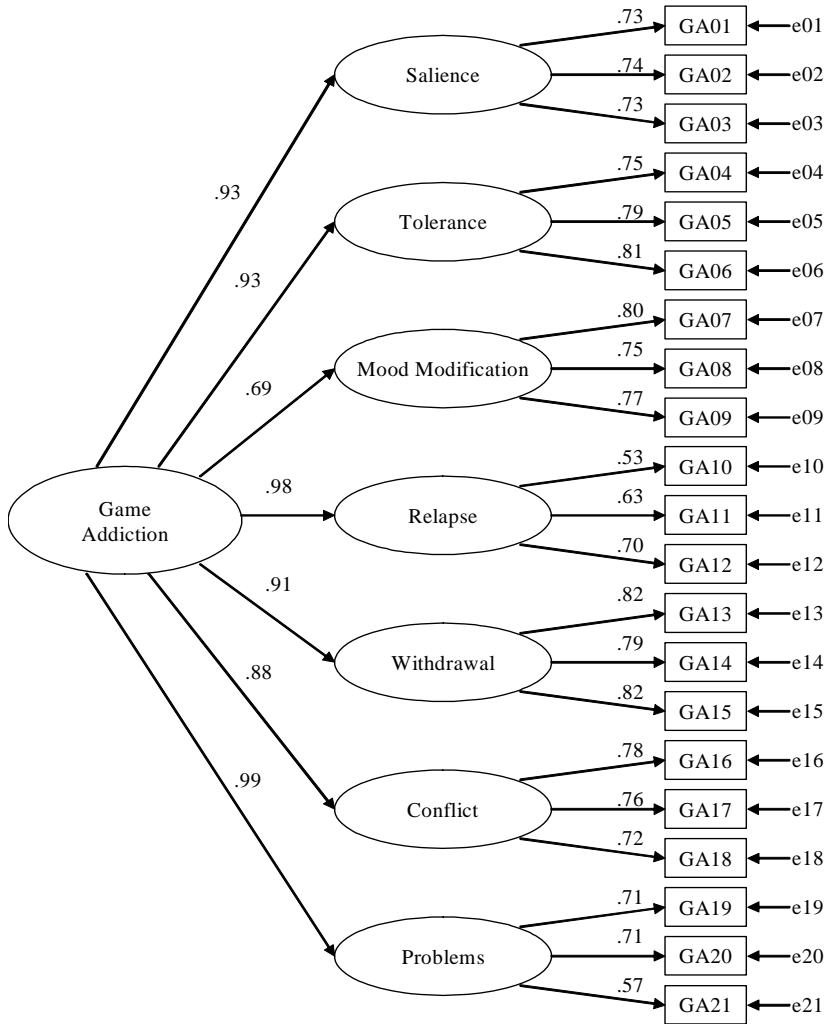 .73
GA01
e01
Salience
.74
GA02
e02
.73
GA03
e03
.93
.75
GA04
e04
Tolerance
.79
GA05
e05
.93
.81
GA06
e06
.80
GA07
e07
.69
Mood Modification
.75
GA08
e08
.77
GA09
e09
.53
GA10
e10
Game
Addiction
.98
Relapse
.63
GA11
e11
.70
GA12
e12
.91
.82
GA13
e13
Withdrawal
.79
GA14
e14
.88
.82
GA15
e15
.78
GA16
e16
.99
Conflict
.76
GA17
e17
.72
GA18
e18
.71
GA19
e19
Problems
.71
GA20
e20
.57
GA21
e21